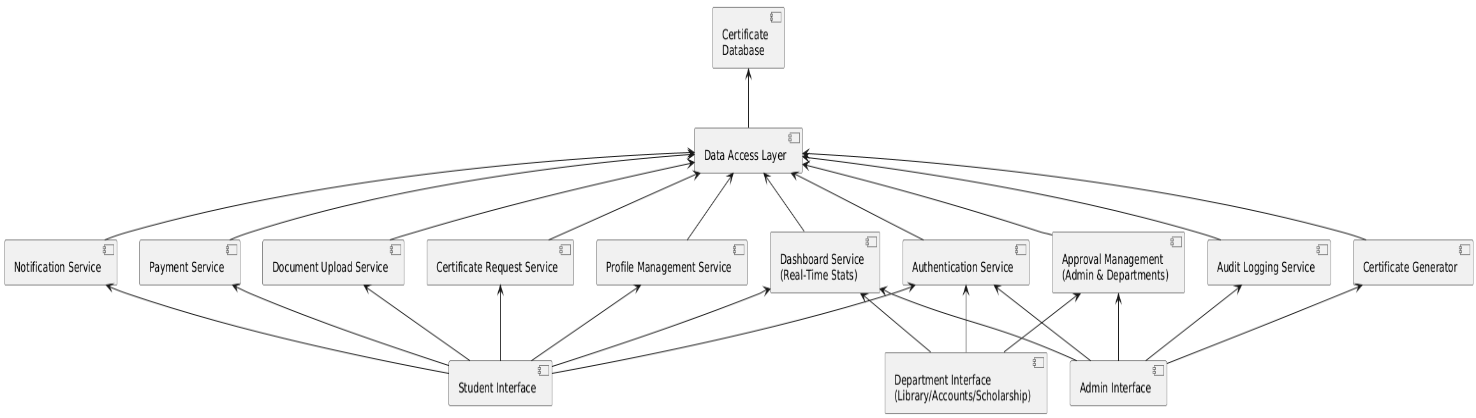 Certificate
Database
Data Access Layer
Notification Service
Payment Service
Document Upload Service
Certificate Request Service
Profile Management Service
Dashboard Service
(Real-Time Stats)
Authentication Service
Approval Management
(Admin & Departments)
Audit Logging Service
Certificate Generator
Student Interface
Department Interface
(Library/Accounts/Scholarship)
Admin Interface